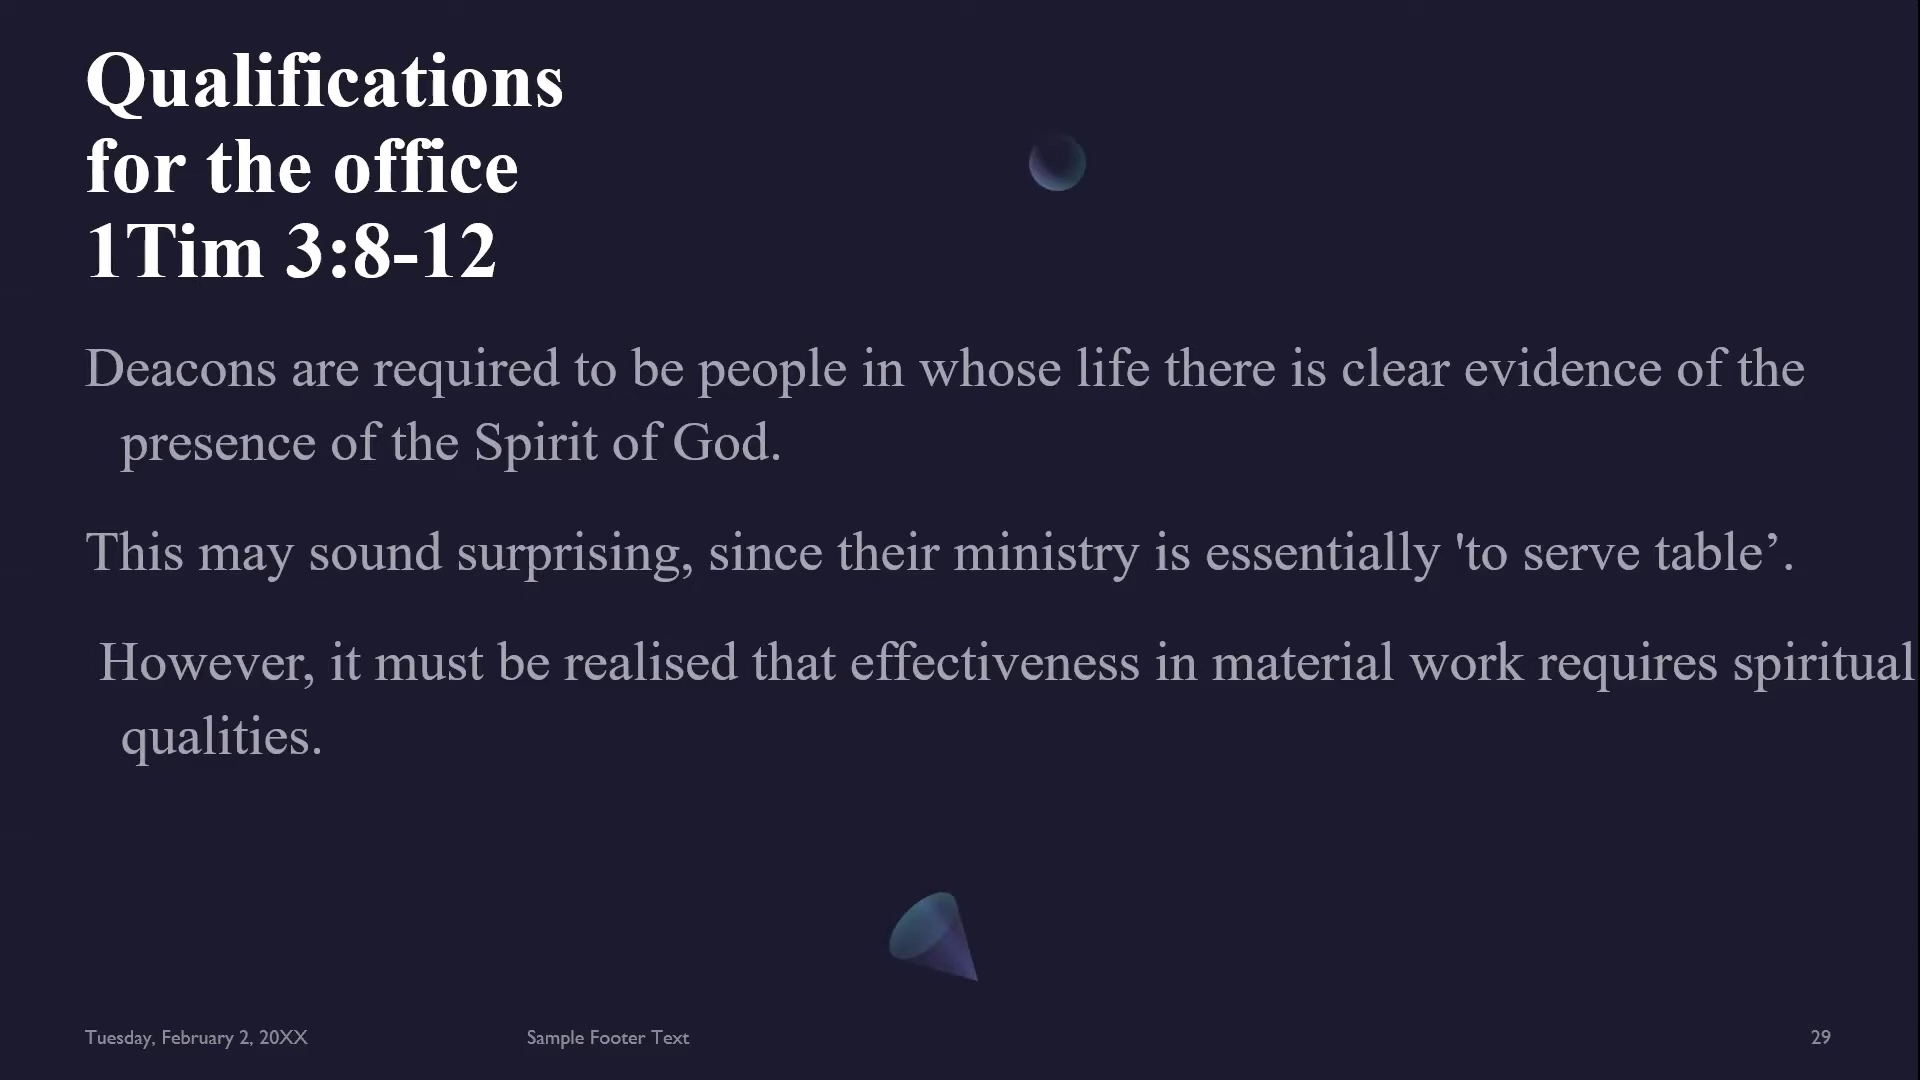 Qualifications
for the office
1Tim 3:8-12
Deacons are required to be people in whose life there is clear evidence of the
presence of the Spirit of God.
This may sound surprising, since their ministry is essentially 'to serve table’.
However, it must be realised that effectiveness in material work requires spiritual
qualities.
Tuesday, February 2, 20XX
Sample Footer Text
29